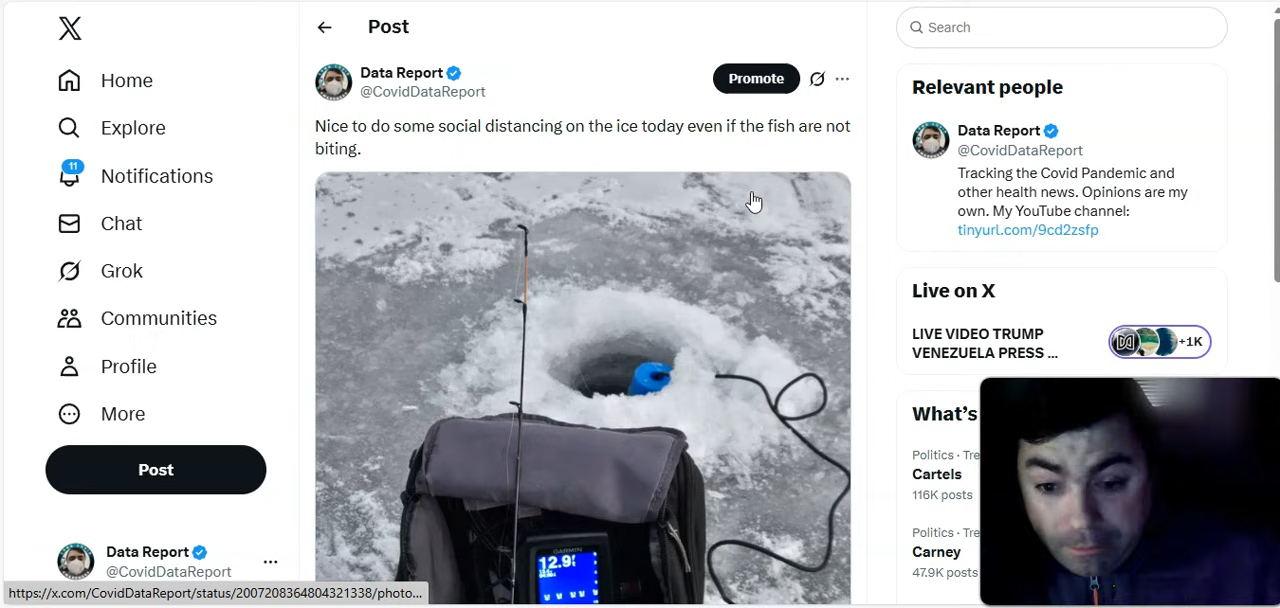 Home
Explore
11
Notifications
Chat
Grok
Communities
Profile
More
Post
Data Report
@CovidDataReport
https://x.com/CovidDataReport/status/2007208364804321338/photo...
Post
Data Report
@CovidDataReport
Promote
Nice to do some social distancing on the ice today even if the fish are not
biting.
GARMIN
12.9
Search
Relevant people
Data Report
@CovidDataReport
Tracking the Covid Pandemic and
other health news. Opinions are my
own. My YouTube channel:
tinyurl.com/9cd2zsfp
Live on X
LIVE VIDEO TRUMP
VENEZUELA PRESS ...
+1K
What's
Politics · Tre
Cartels
116K posts
Politics · Tre
Carney
47.9K posts